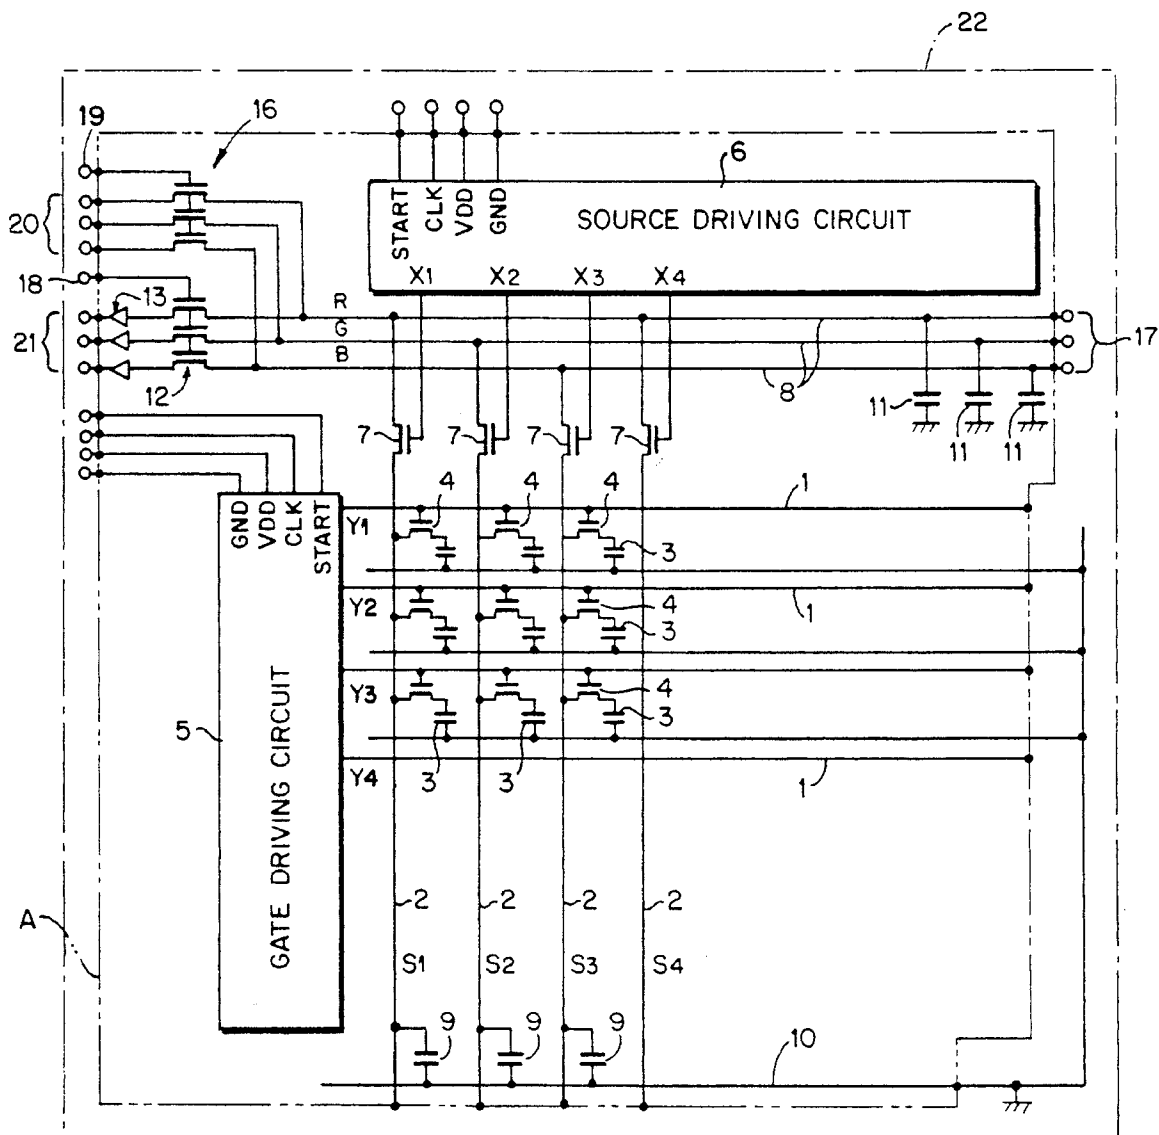 22
19
16
6
START
CLK
VDD
GND
SOURCE DRIVING CIRCUIT
20
X1 X2 X3 X4
18
13
R
G
B
21
17
12
8
11
11 11
7 7 7 7
4 4 4
1
GND
VDD
CLK
START
Y1
3
Y2
4
1
3
Y3
4
3
5
3 3
Y4
1
GATE DRIVING CIRCUIT
A
2 2 2 2
S1 S2 S3 S4
9 9 9
10